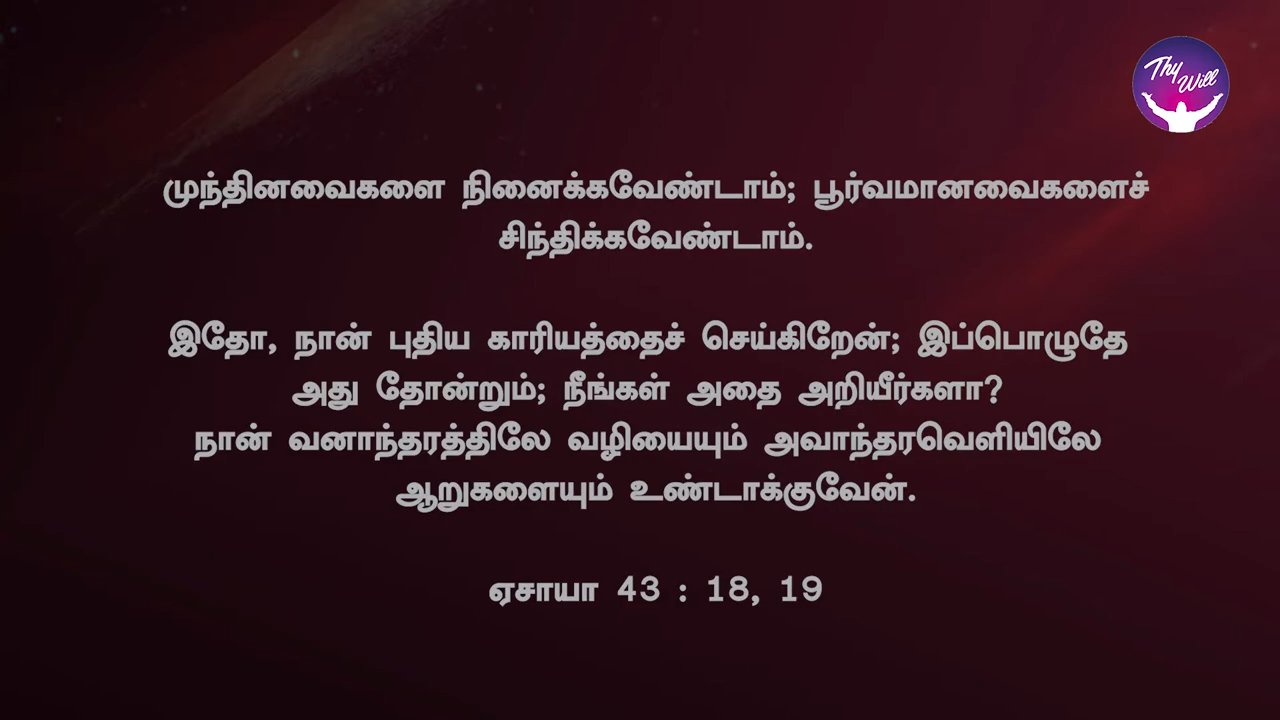 Thy
Will
முந்தினவைகளை நினைக்கவேண்டாம்; பூர்வமானவைகளைச்
சிந்திக்கவேண்டாம்.
இதோ, நான் புதிய காரியத்தைச் செய்கிறேன்; இப்பொழுதே
அது தோன்றும்; நீங்கள் அதை அறியீர்களா?
நான் வனாந்தரத்திலே வழியையும் அவாந்தரவெளியிலே
ஆறுகளையும் உண்டாக்குவேன்.
ஏசாயா 43 : 18, 19